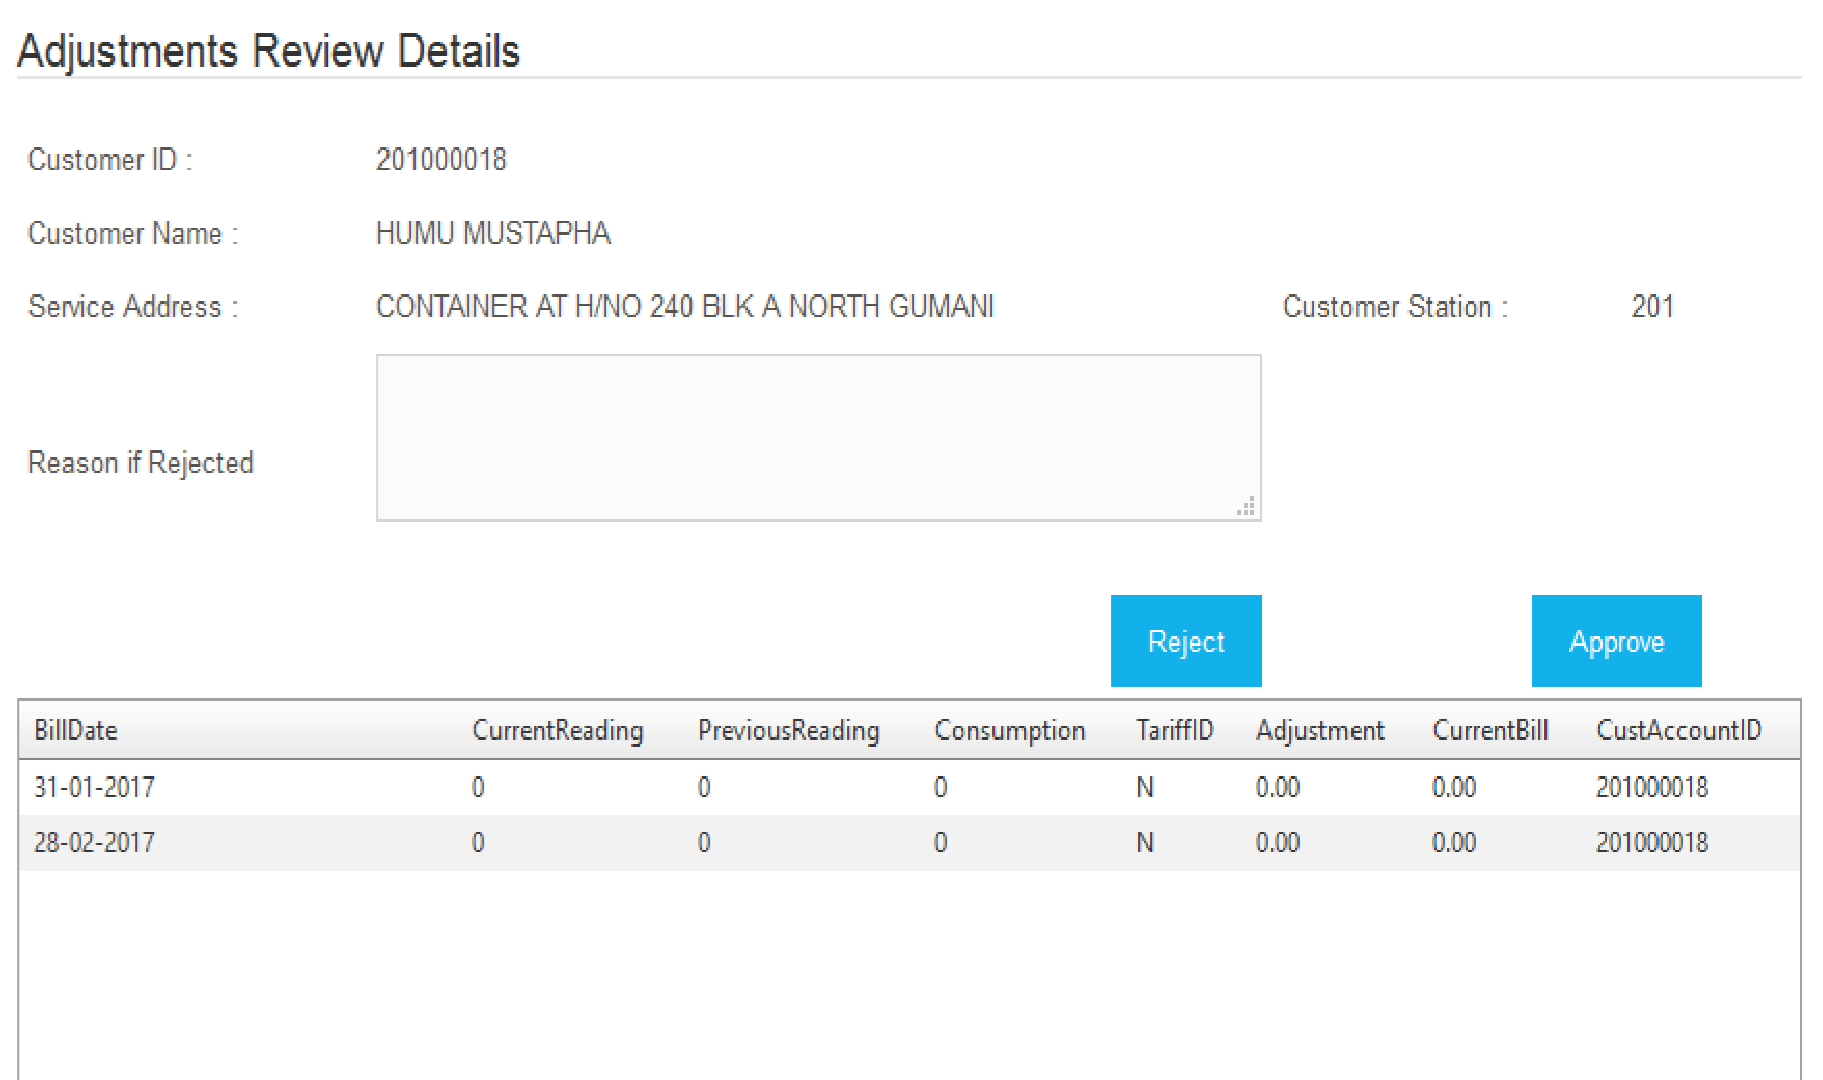 Adjustments Review Details
Customer ID : 201000018
Customer Name : HUMU MUSTAPHA
Service Address : CONTAINER AT H/NO 240 BLK A NORTH GUMANI Customer Station : 201
Reason if Rejected
Reject Approve
BillDate CurrentReading PreviousReading Consumption TariffID Adjustment CurrentBill CustAccountID
31-01-2017 0 0 0 N 0.00 0.00 201000018
28-02-2017 0 0 0 N 0.00 0.00 201000018